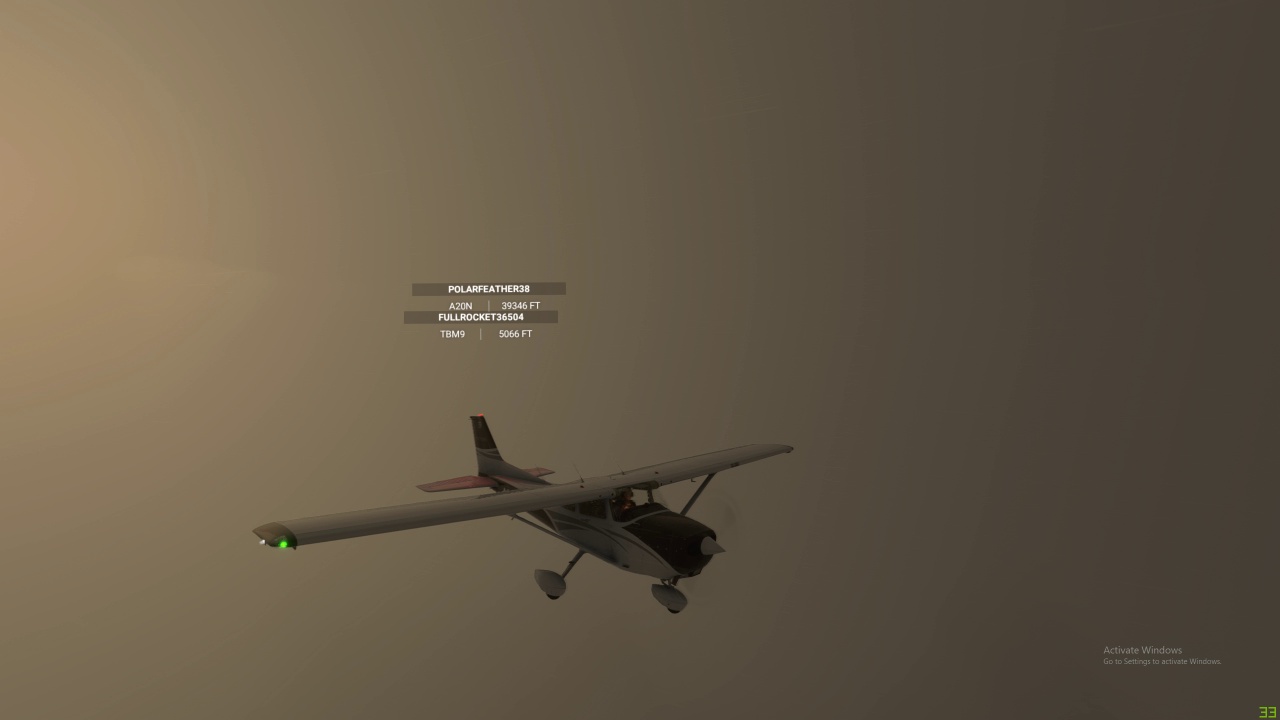 POLARFEATHER38
A20N | 39346 FT
FULLROCKET36504
TBM9 | 5066 FT
Activate Windows
Go to Settings to activate Windows.
33